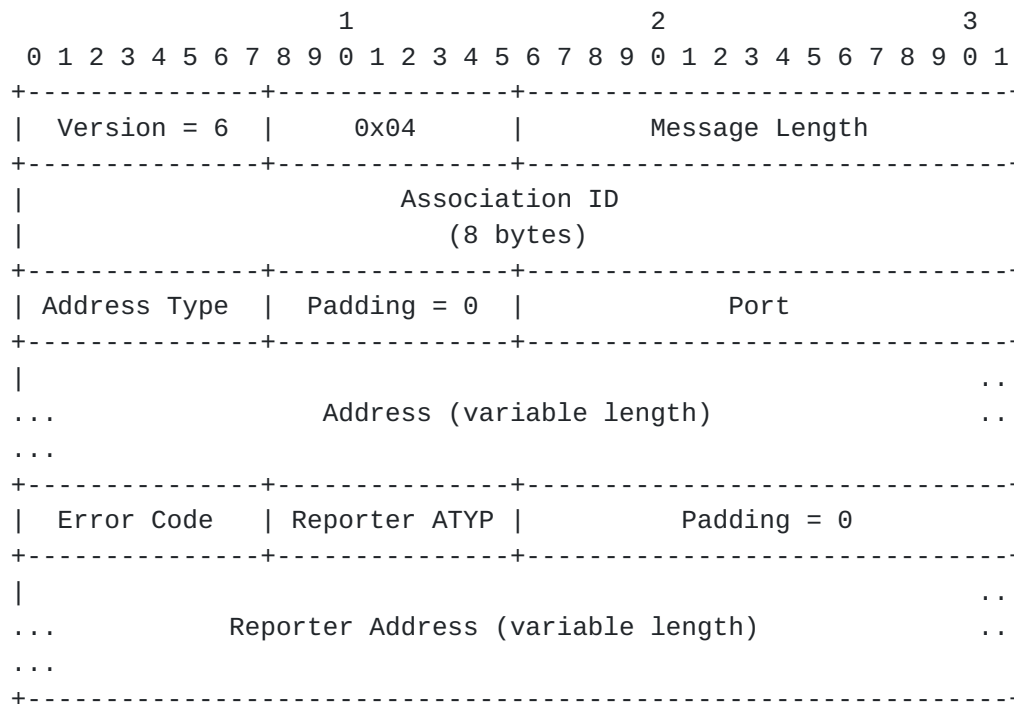 1                   2                   3
 0 1 2 3 4 5 6 7 8 9 0 1 2 3 4 5 6 7 8 9 0 1 2 3 4 5 6 7 8 9 0 1
+---------------+---------------+-------------------------------+
|  Version = 6  |     0x04      |        Message Length
+---------------+---------------+-------------------------------+
|                        Association ID
|                           (8 bytes)
+---------------+---------------+-------------------------------+
| Address Type  |  Padding = 0  |             Port
+---------------+---------------+-------------------------------+
|                                                             ..
...                 Address (variable length)                 ..
...
+---------------+---------------+-------------------------------+
|  Error Code   | Reporter ATYP |          Padding = 0
+---------------+---------------+-------------------------------+
|                                                             ..
...           Reporter Address (variable length)              ..
...
+---------------------------------------------------------------+